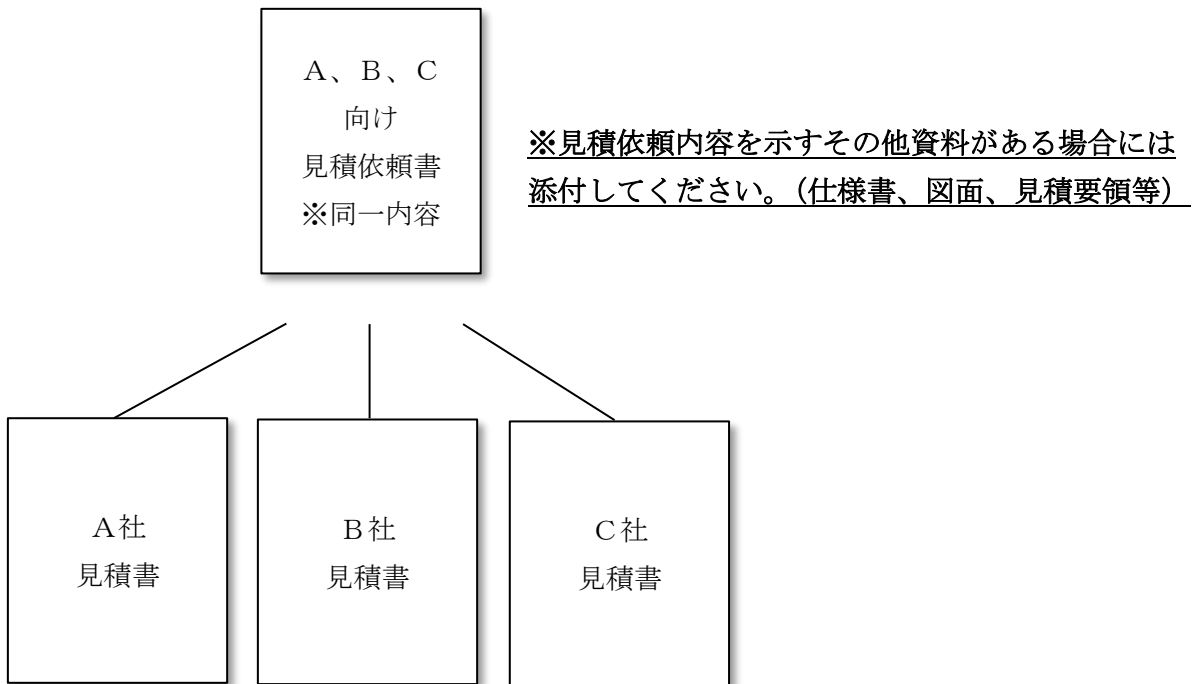 Ａ、Ｂ、Ｃ
向け
見積依頼書
※同一内容
※見積依頼内容を示すその他資料がある場合には
添付してください。（仕様書、図面、見積要領等）
Ａ社
見積書
Ｂ社
見積書
Ｃ社
見積書